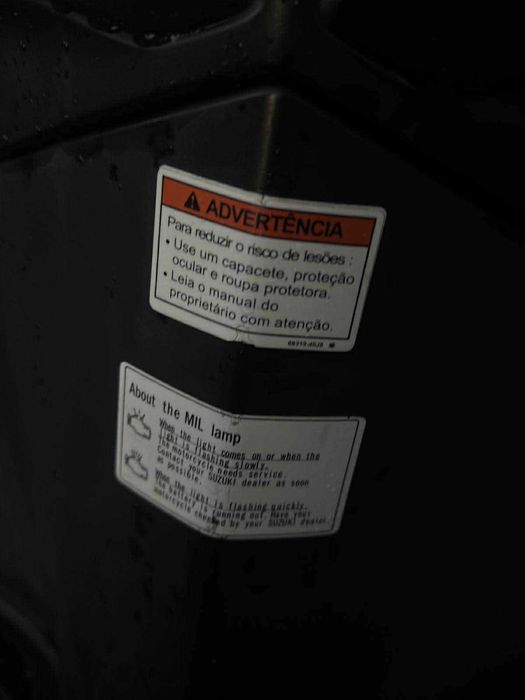 ADVERTÊNCIA
Para reduzir o risco de lesões :
• Use um capacete, proteção
ocular e roupa protetora.
• Leia o manual do
proprietário com atenção.
About the MIL lamp
When the light comes on or when the
light is flashing slowly.
The motorcycle needs service.
Contact your SUZUKI dealer as soon
as possible.
When the light is flashing quickly.
The battery is running out. Have your
motorcycle checked by your SUZUKI dealer.